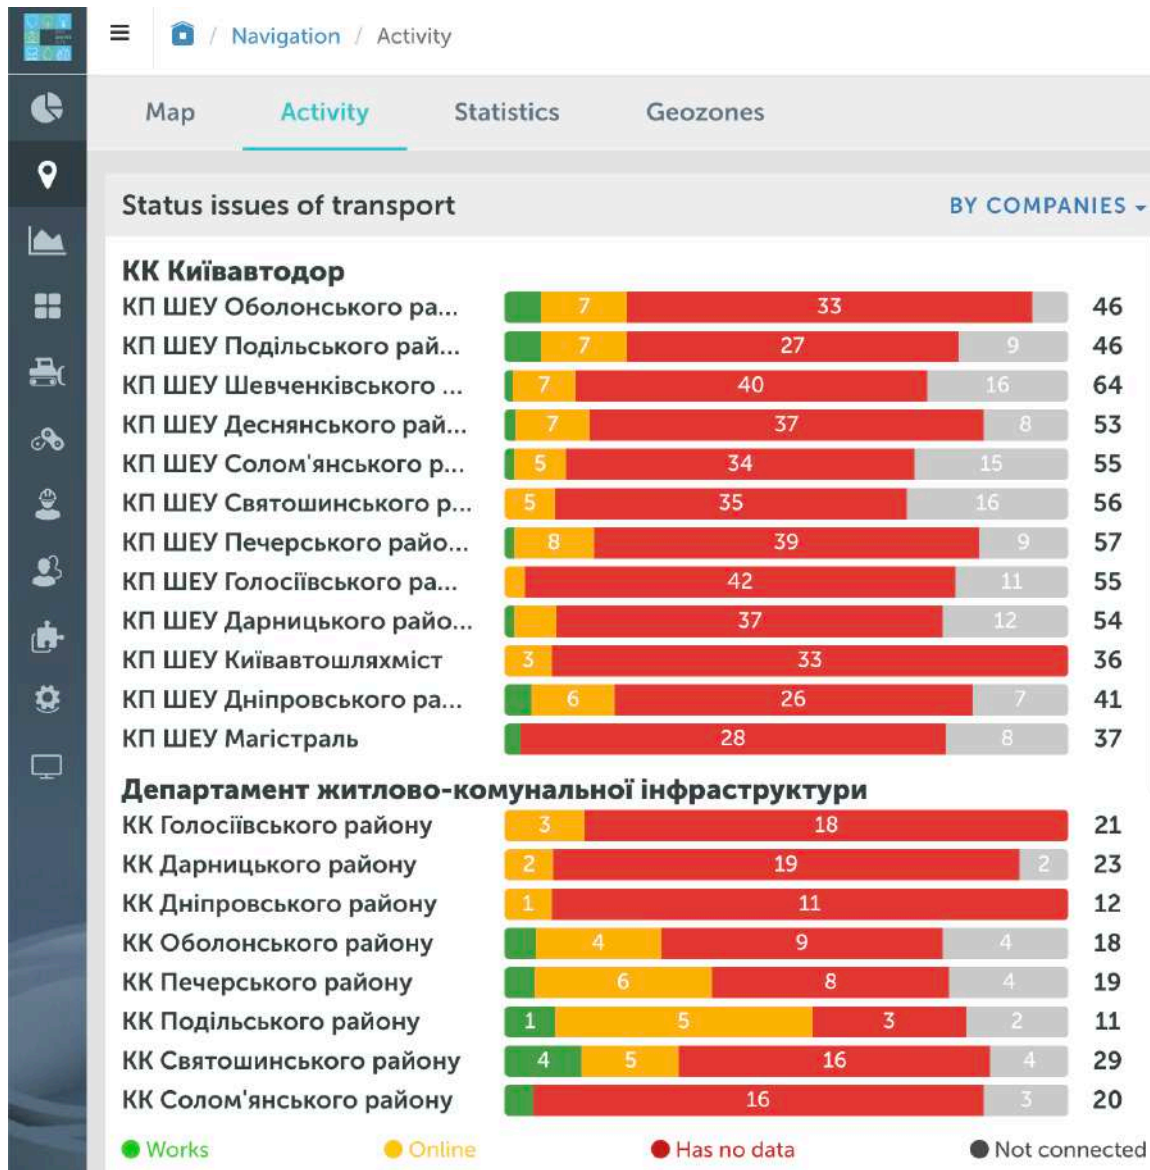 Navigation / Activity
Map Activity Statistics Geozones
Status issues of transport BY COMPANIES
КК Київавтодор
КП ШЕУ Оболонського ра... 7 33 46
КП ШЕУ Подільського рай... 7 27 9 46
КП ШЕУ Шевченківського ... 7 40 16 64
КП ШЕУ Деснянського рай... 7 37 8 53
КП ШЕУ Солом'янського р... 5 34 15 55
КП ШЕУ Святошинського р... 5 35 16 56
КП ШЕУ Печерського райо... 8 39 9 57
КП ШЕУ Голосіївського ра... 42 11 55
КП ШЕУ Дарницького райо... 37 12 54
КП ШЕУ Київавтошляхміст 3 33 36
КП ШЕУ Дніпровського ра... 6 26 7 41
КП ШЕУ Магістраль 28 8 37
Департамент житлово-комунальної інфраструктури
КК Голосіївського району 3 18 21
КК Дарницького району 2 19 2 23
КК Дніпровського району 1 11 12
КК Оболонського району 4 9 4 18
КК Печерського району 6 8 4 19
КК Подільського району 1 5 3 2 11
КК Святошинського району 4 5 16 4 29
КК Солом'янського району 16 3 20
Works Online Has no data Not connected